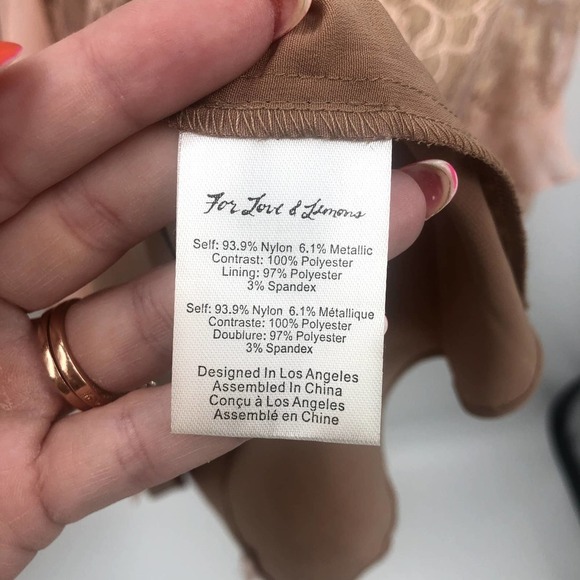 For Love & Lemons
Self: 93.9% Nylon 6.1% Metallic
Contrast: 100% Polyester
Lining: 97% Polyester
3% Spandex
Self: 93.9% Nylon 6.1% Métallique
Contraste: 100% Polyester
Doublure: 97% Polyester
3% Spandex
Designed In Los Angeles
Assembled In China
Conçu à Los Angeles
Assemblé en Chine